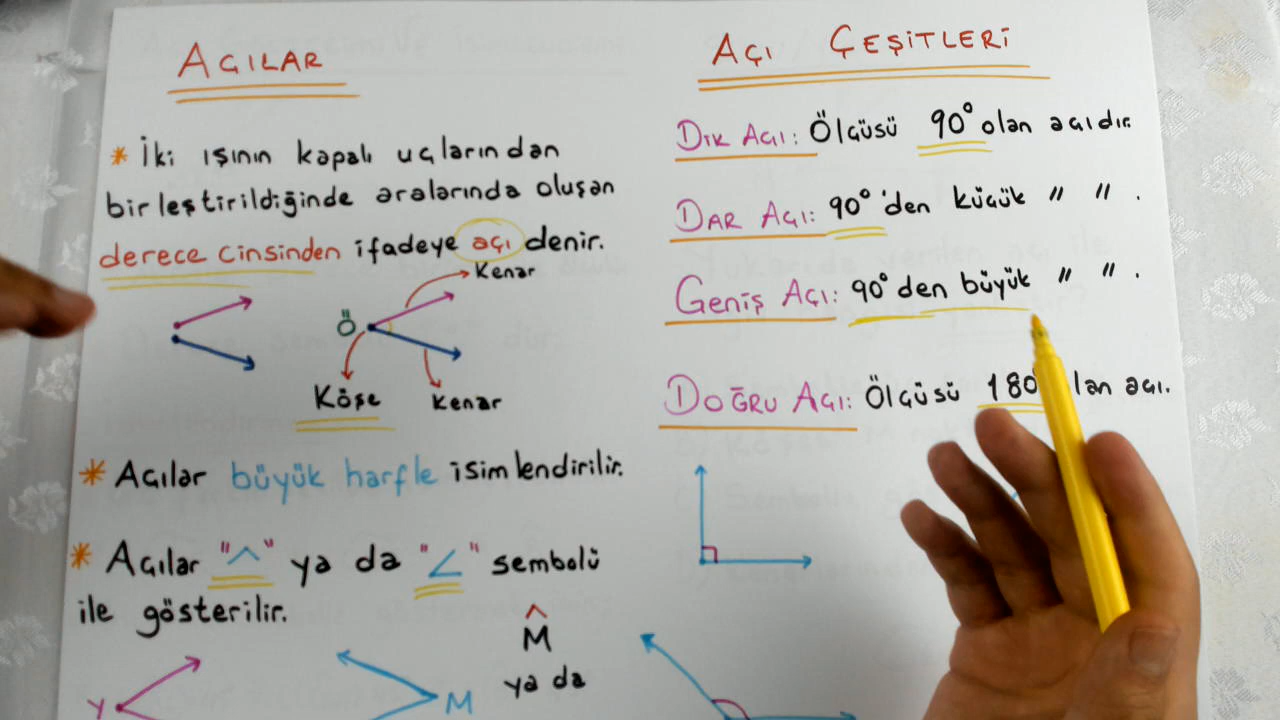 AÇILAR
* İki ışının kapalı uçlarından
birleştirildiğinde aralarında oluşan
derece cinsinden ifadeye açı denir.
Kenar
Ö
Köşe
Kenar
* Açılar büyük harfle isimlendirilir.
* Açılar "^" ya da "∠" sembolü
ile gösterilir.
M̂
ya da
Y
M
AÇI ÇEŞİTLERİ
DİK AÇI: Ölçüsü 90° olan açıdır.
DAR AÇI: 90°'den küçük " " .
GENİŞ AÇI: 90° den büyük " " .
DOĞRU AÇI: Ölçüsü 180 açı.